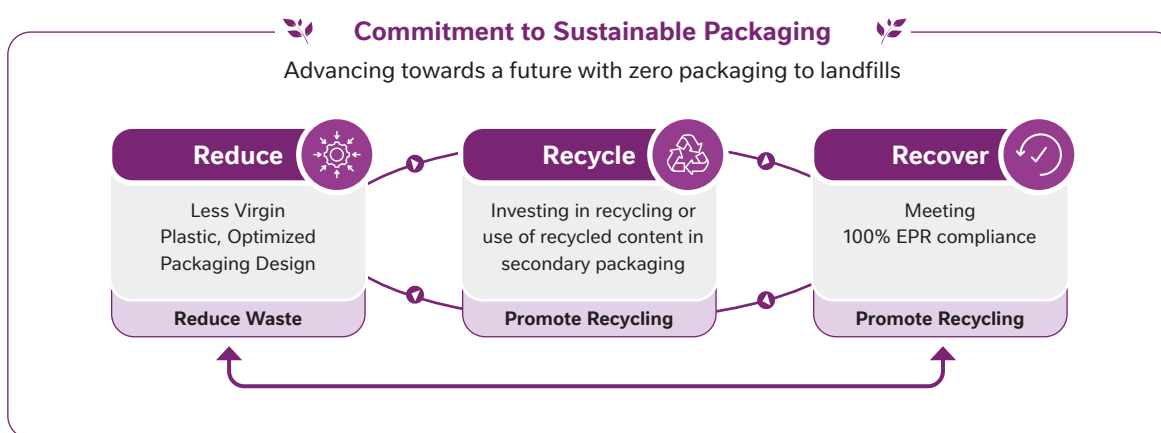 Commitment to Sustainable Packaging
Advancing towards a future with zero packaging to landfills
Reduce
Less Virgin
Plastic, Optimized
Packaging Design
Reduce Waste
Recycle
Investing in recycling or
use of recycled content in
secondary packaging
Promote Recycling
Recover
Meeting
100% EPR compliance
Promote Recycling